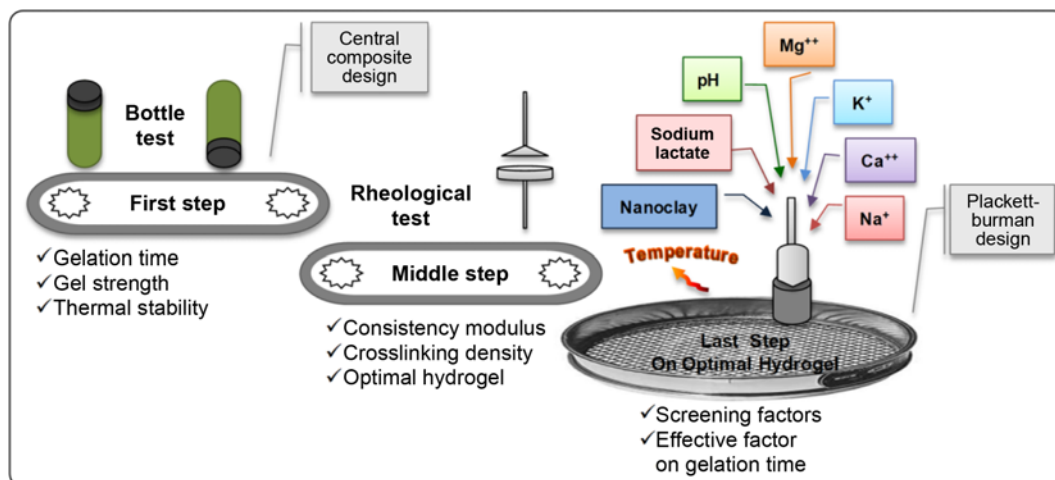 Central
composite
design
Bottle
test
First step
✓Gelation time
✓Gel strength
✓Thermal stability
Rheological
test
Middle step
✓Consistency modulus
✓Crosslinking density
✓Optimal hydrogel
Mg⁺⁺
pH
K⁺
Sodium
lactate
Ca⁺⁺
Nanoclay
Na⁺
Plackett-
burman
design
Temperature
Last Step
On Optimal Hydrogel
✓Screening factors
✓Effective factor
on gelation time